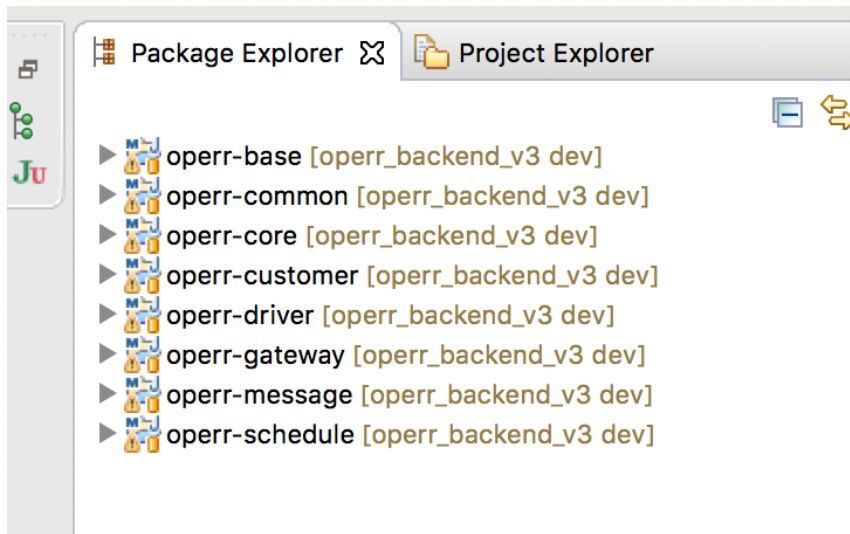 Package Explorer Project Explorer
operr-base [operr_backend_v3 dev]
operr-common [operr_backend_v3 dev]
Ju
operr-core [operr_backend_v3 dev]
operr-customer [operr_backend_v3 dev]
operr-driver [operr_backend_v3 dev]
operr-gateway [operr_backend_v3 dev]
operr-message [operr_backend_v3 dev]
operr-schedule [operr_backend_v3 dev]